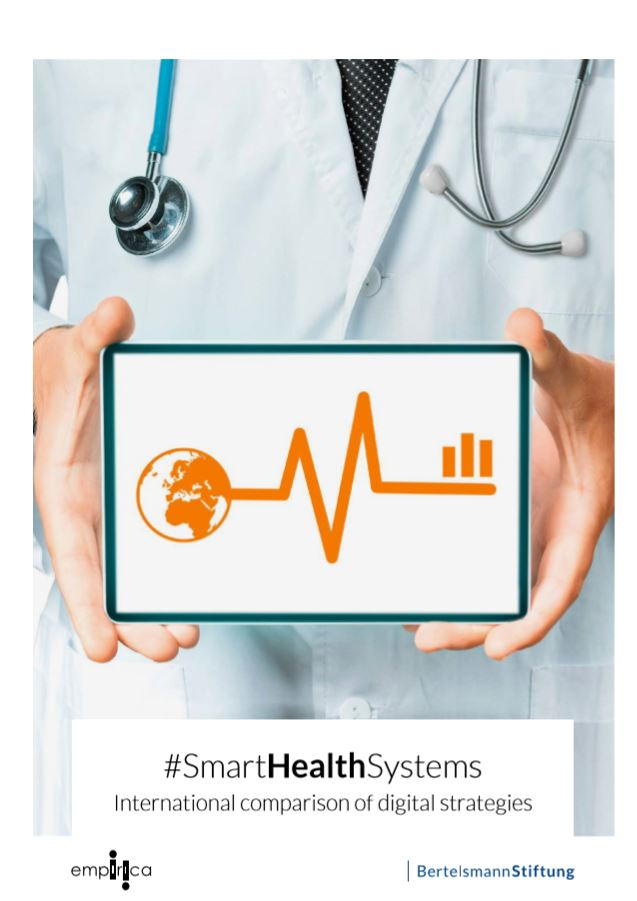 #SmartHealthSystems
International comparison of digital strategies
empirica
BertelsmannStiftung